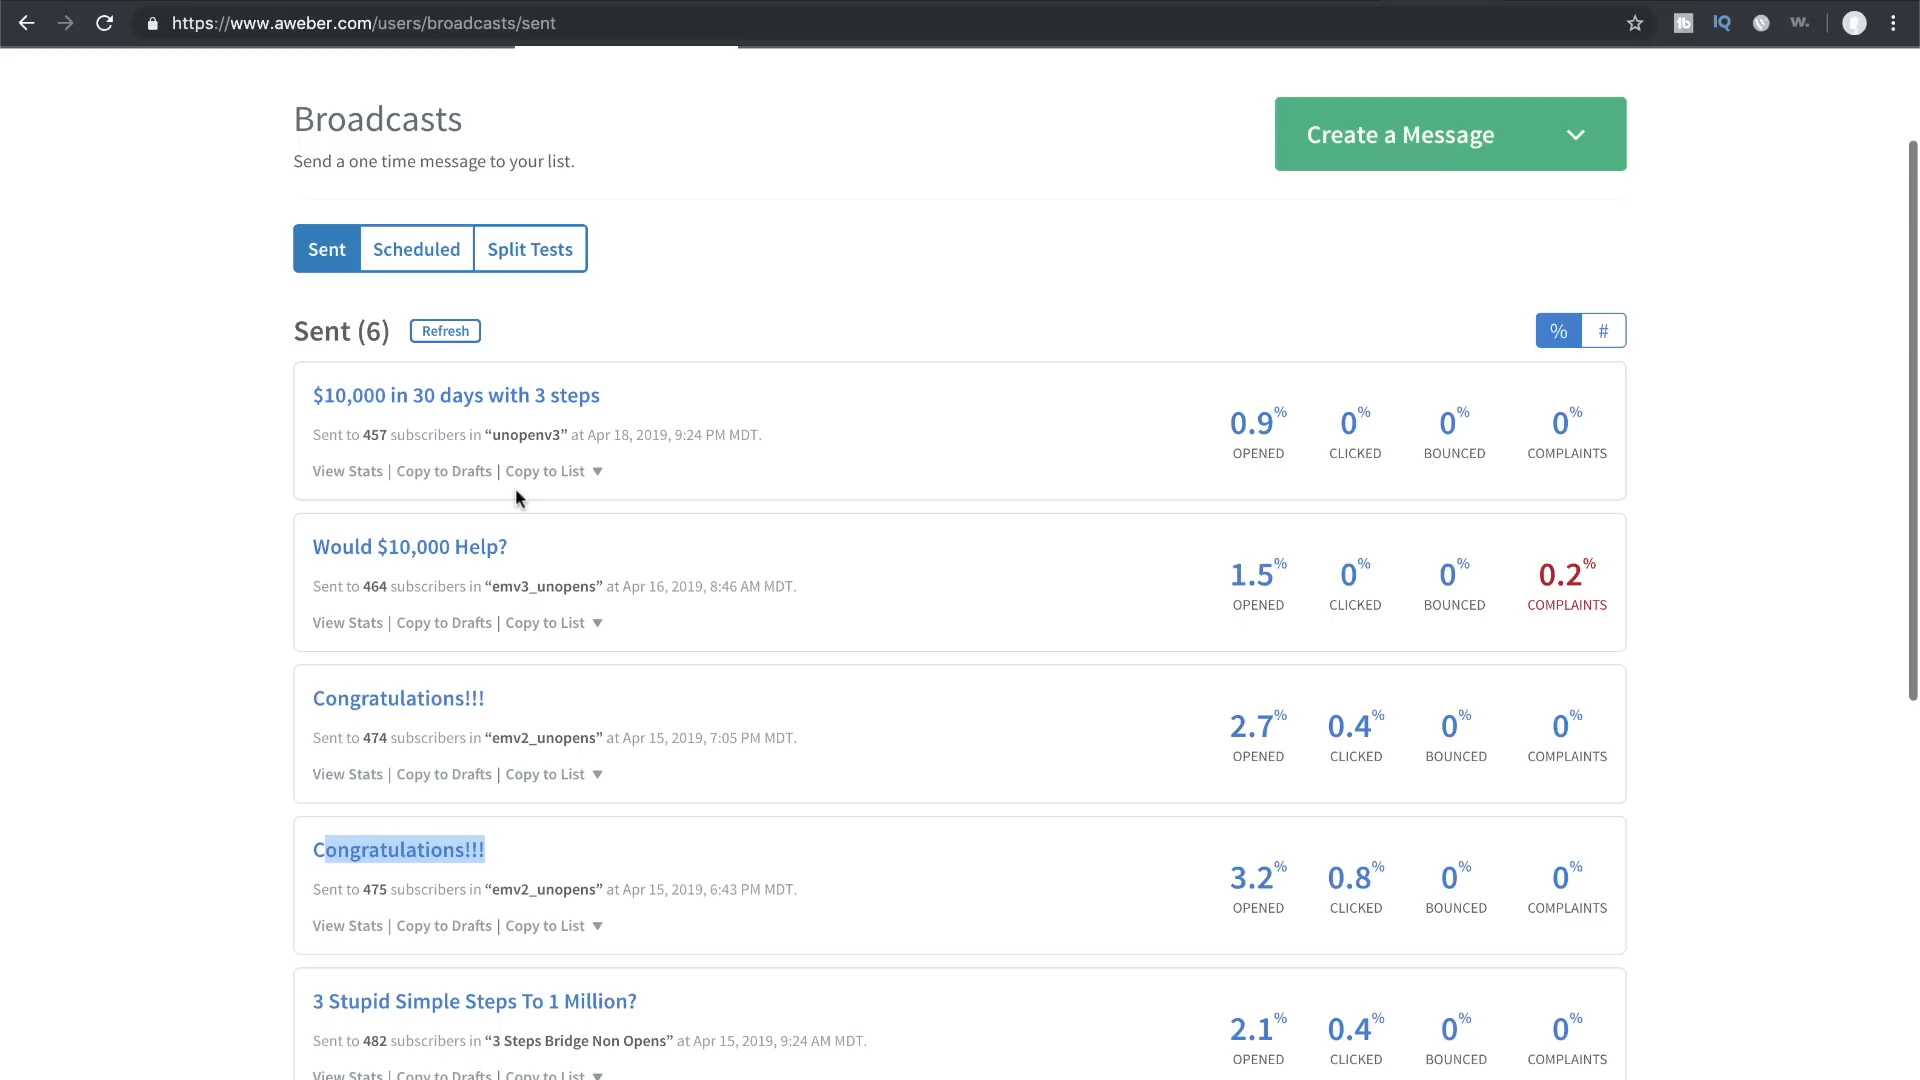 https://www.aweber.com/users/broadcasts/sent
Broadcasts
Send a one time message to your list.
Create a Message
Sent
Scheduled
Split Tests
Sent (6)
Refresh
% #
$10,000 in 30 days with 3 steps
Sent to 457 subscribers in “unopenv3” at Apr 18, 2019, 9:24 PM MDT.
View Stats | Copy to Drafts | Copy to List ▼
0.9% 0% 0% 0%
OPENED CLICKED BOUNCED COMPLAINTS
Would $10,000 Help?
Sent to 464 subscribers in “emv3_unopens” at Apr 16, 2019, 8:46 AM MDT.
View Stats | Copy to Drafts | Copy to List ▼
1.5% 0% 0% 0.2%
OPENED CLICKED BOUNCED COMPLAINTS
Congratulations!!!
Sent to 474 subscribers in “emv2_unopens” at Apr 15, 2019, 7:05 PM MDT.
View Stats | Copy to Drafts | Copy to List ▼
2.7% 0.4% 0% 0%
OPENED CLICKED BOUNCED COMPLAINTS
Congratulations!!!
Sent to 475 subscribers in “emv2_unopens” at Apr 15, 2019, 6:43 PM MDT.
View Stats | Copy to Drafts | Copy to List ▼
3.2% 0.8% 0% 0%
OPENED CLICKED BOUNCED COMPLAINTS
3 Stupid Simple Steps To 1 Million?
Sent to 482 subscribers in “3 Steps Bridge Non Opens” at Apr 15, 2019, 9:24 AM MDT.
View Stats | Copy to Drafts | Copy to List ▼
2.1% 0.4% 0% 0%
OPENED CLICKED BOUNCED COMPLAINTS